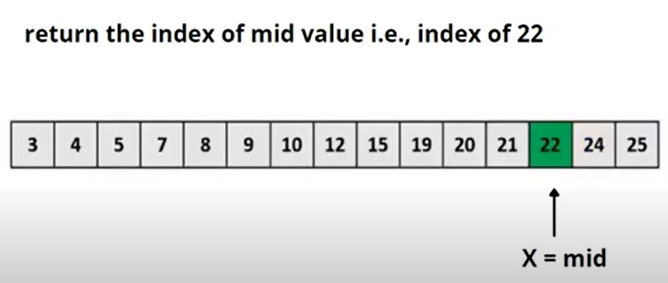 return the index of mid value i.e., index of 22
3 4 5 7 8 9 10 12 15 19 20 21 22 24 25
X = mid